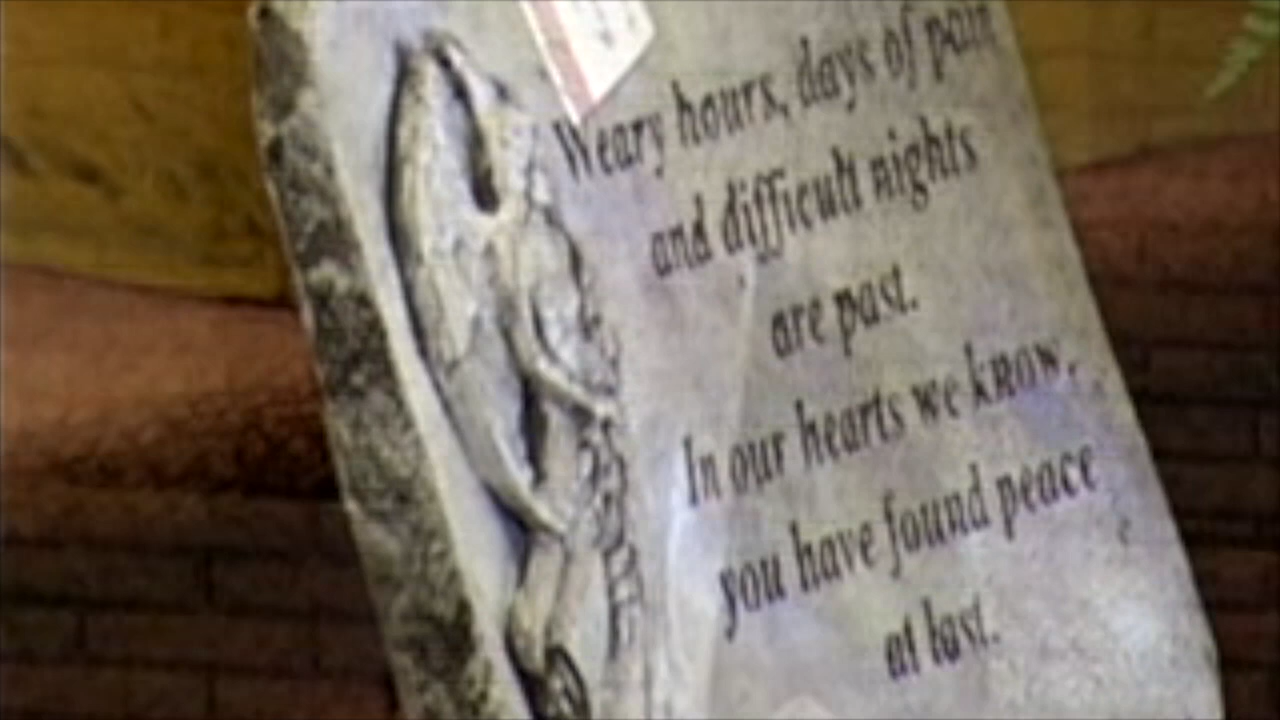 Weary hours, days of pain
and difficult nights
are past.
In our hearts we know,
you have found peace
at last.